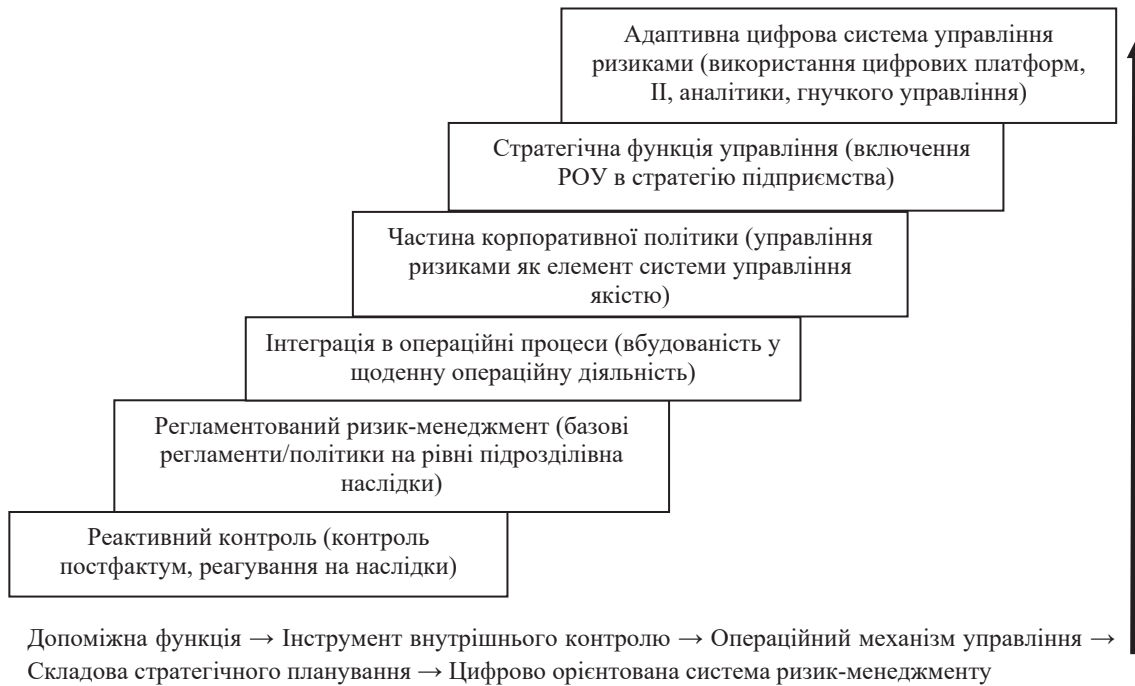 Адаптивна цифрова система управління
ризиками (використання цифрових платформ,
ІІ, аналітики, гнучкого управління)
Стратегічна функція управління (включення
РОУ в стратегію підприємства)
Частина корпоративної політики (управління
ризиками як елемент системи управління
якістю)
Інтеграція в операційні процеси (вбудованість у
щоденну операційну діяльність)
Регламентований ризик-менеджмент (базові
регламенти/політики на рівні підрозділівна
наслідки)
Реактивний контроль (контроль
постфактум, реагування на наслідки)
Допоміжна функція → Інструмент внутрішнього контролю → Операційний механізм управління →
Складова стратегічного планування → Цифрово орієнтована система ризик-менеджменту